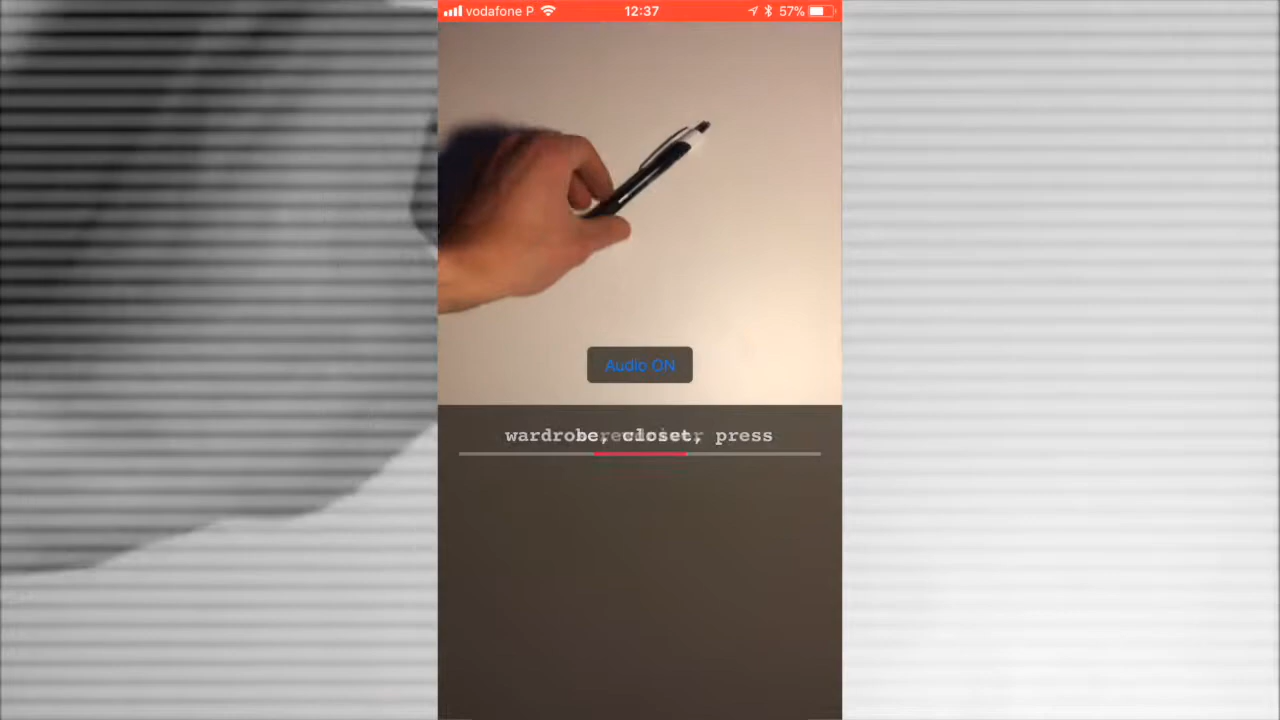 vodafone P 12:37 57%
Audio ON
wardrobe, closet, press